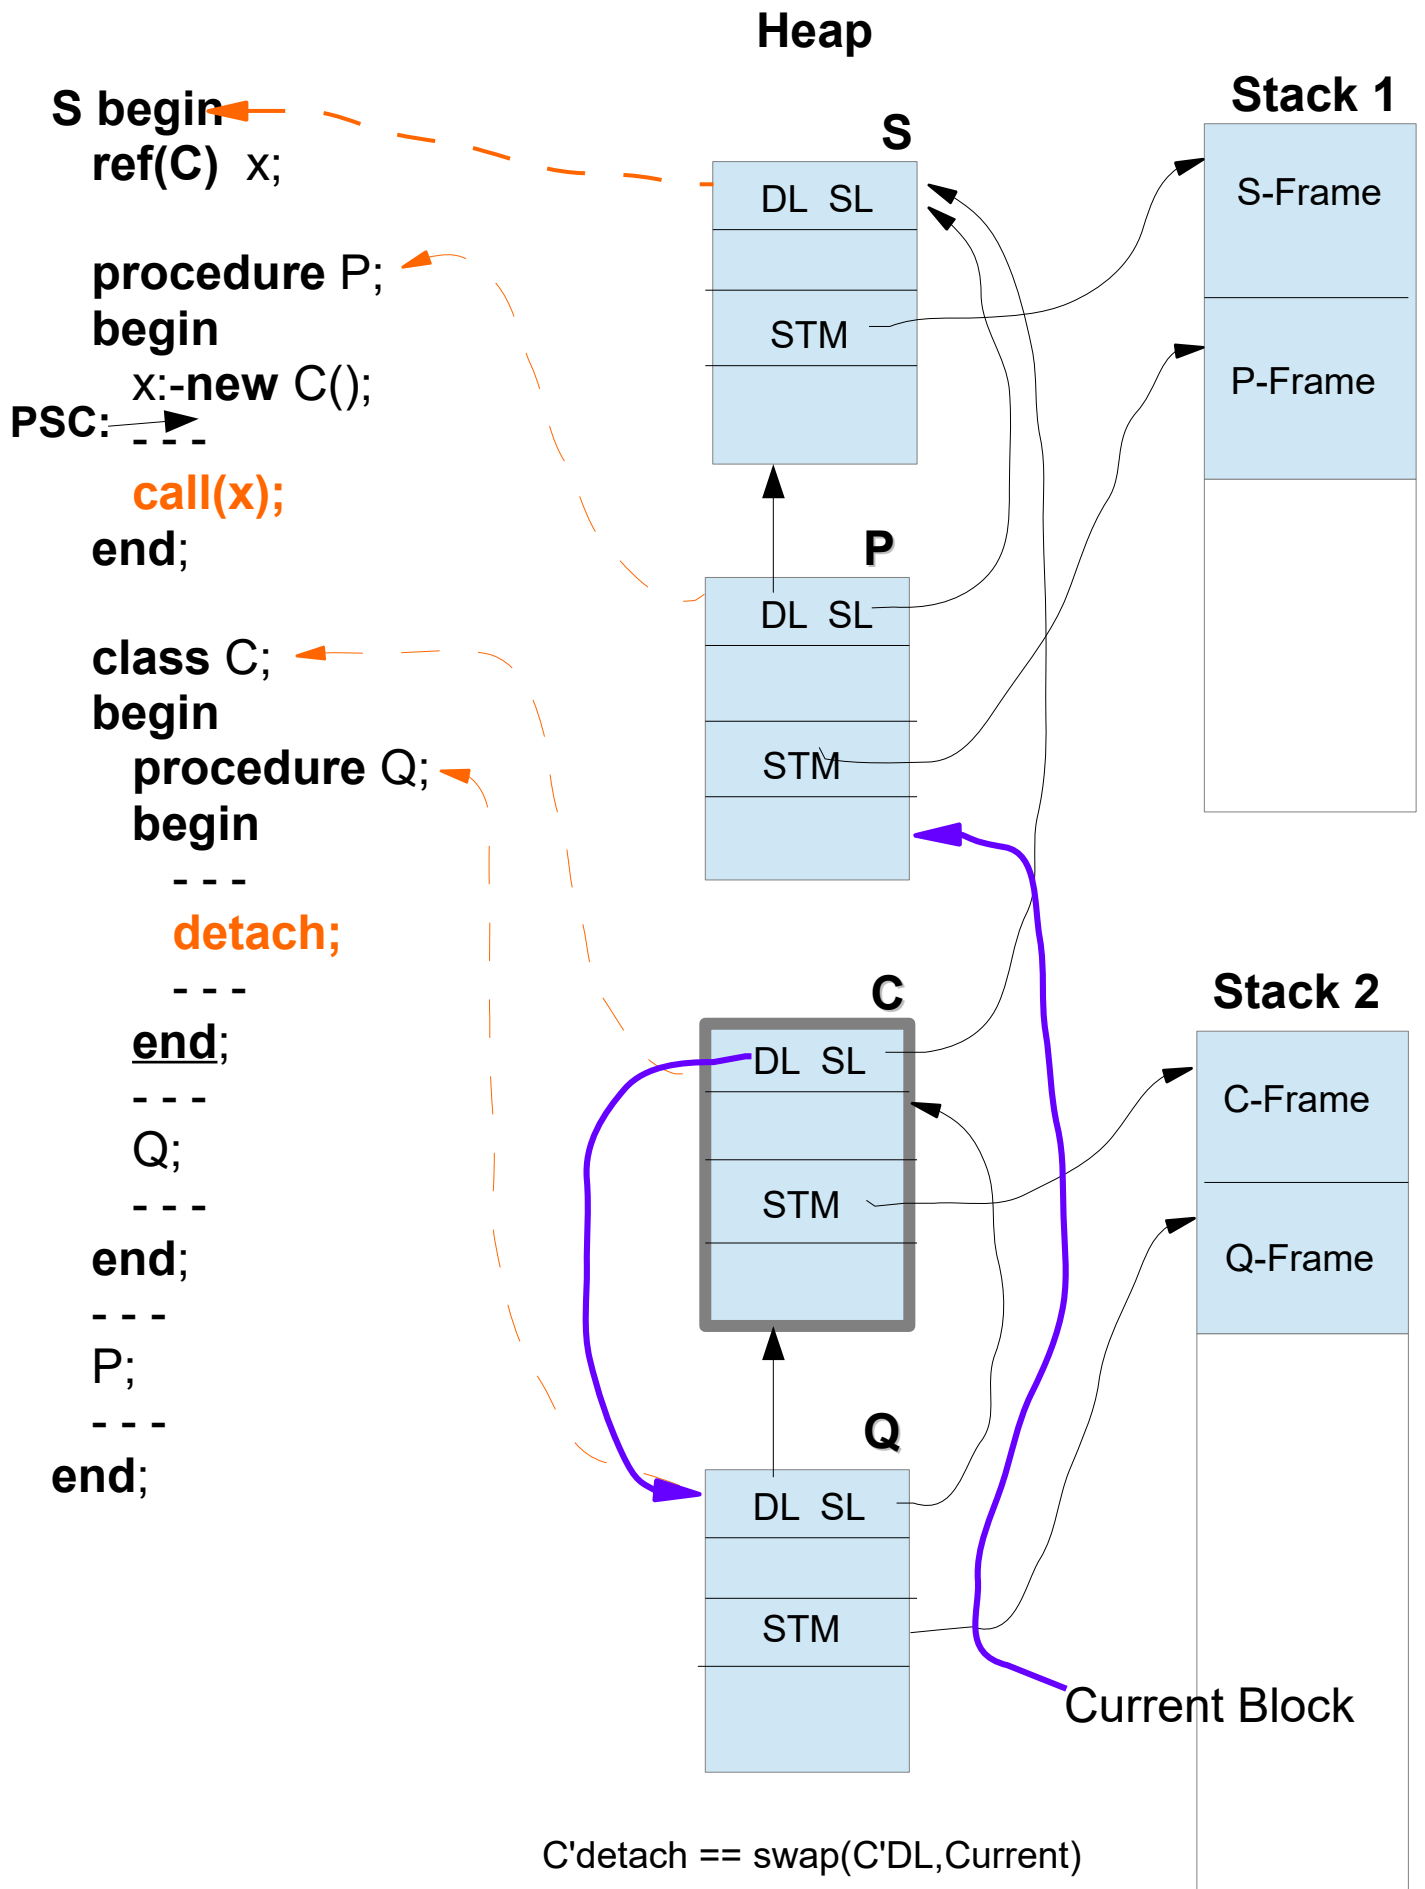 Heap
S begin
ref(C) x;
procedure P;
begin
x:-new C();
PSC:
- - -
call(x);
end;
class C;
begin
procedure Q;
begin
- - -
detach;
- - -
end;
- - -
Q;
- - -
end;
- - -
P;
- - -
end;
S
DL SL
STM
P
DL SL
STM
C
DL SL
STM
Q
DL SL
STM
Stack 1
S-Frame
P-Frame
Stack 2
C-Frame
Q-Frame
Current Block
C'detach == swap(C'DL,Current)